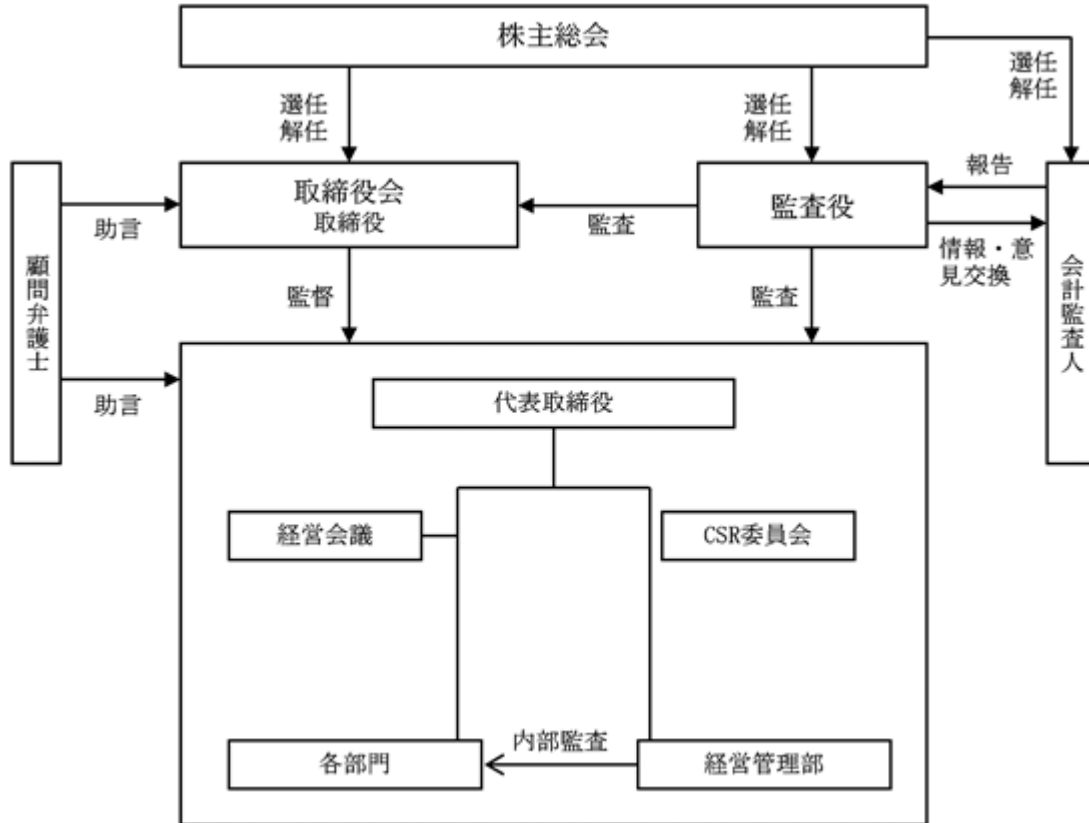 株主総会
選任
解任
選任
解任
選任
解任
取締役会
取締役
監査役
報告
助言
監査
情報・意
見交換
顧問弁護士
会計監査人
監督
監査
助言
代表取締役
経営会議
CSR委員会
各部門
内部監査
経営管理部